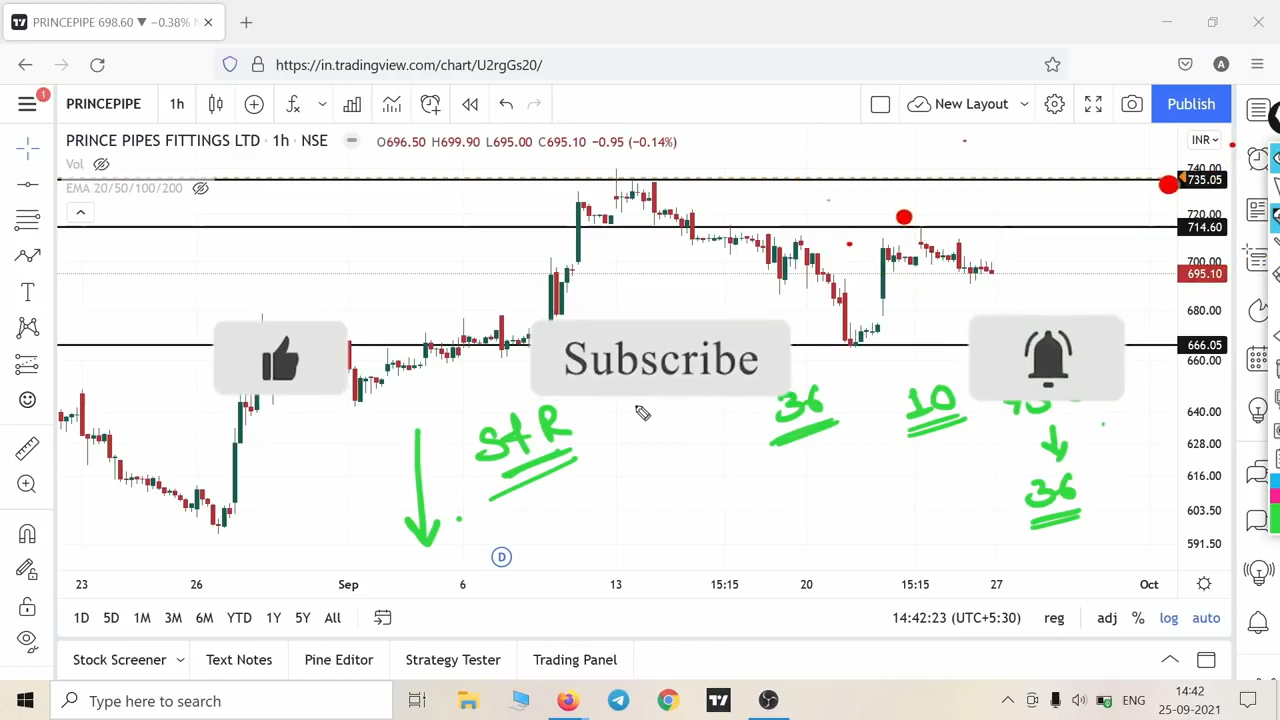 PRINCEPIPE 698.60 ▼ −0.38%
https://in.tradingview.com/chart/U2rgGs20/
A
1
PRINCEPIPE 1h New Layout Publish
PRINCE PIPES FITTINGS LTD · 1h · NSE O696.50 H699.90 L695.00 C695.10 −0.95 (−0.14%)
INR
Vol
EMA 20/50/100/200
740.00
735.05
720.00
714.60
700.00
695.10
680.00
666.05
660.00
640.00
628.00
616.00
603.50
591.50
Subscribe
S&R
36
10
36
D
23 26 Sep 6 13 15:15 20 15:15 27 Oct
1D 5D 1M 3M 6M YTD 1Y 5Y All 14:42:23 (UTC+5:30) reg adj % log auto
Stock Screener Text Notes Pine Editor Strategy Tester Trading Panel
Type here to search
ENG
14:42
25-09-2021